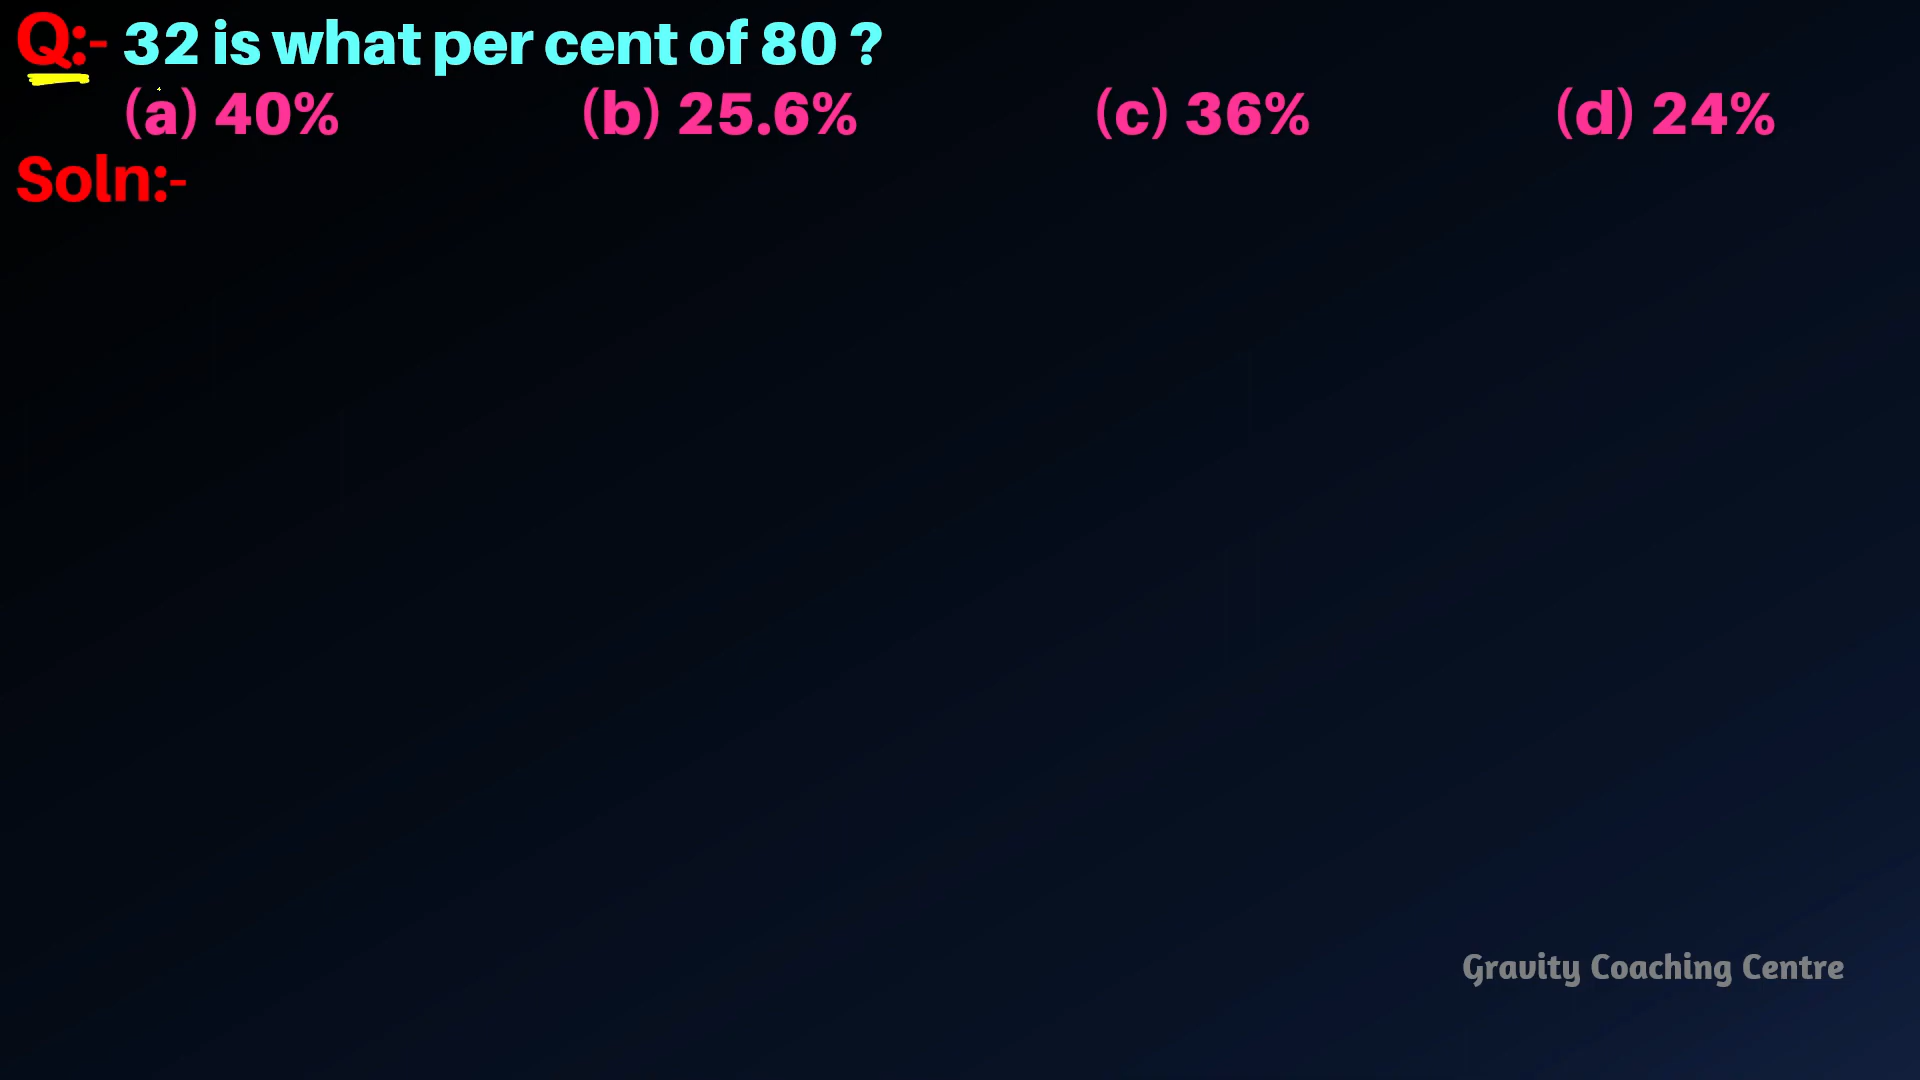 Q:- 32 is what per cent of 80 ?
(a) 40% (b) 25.6% (c) 36% (d) 24%
Soln:-
Gravity Coaching Centre